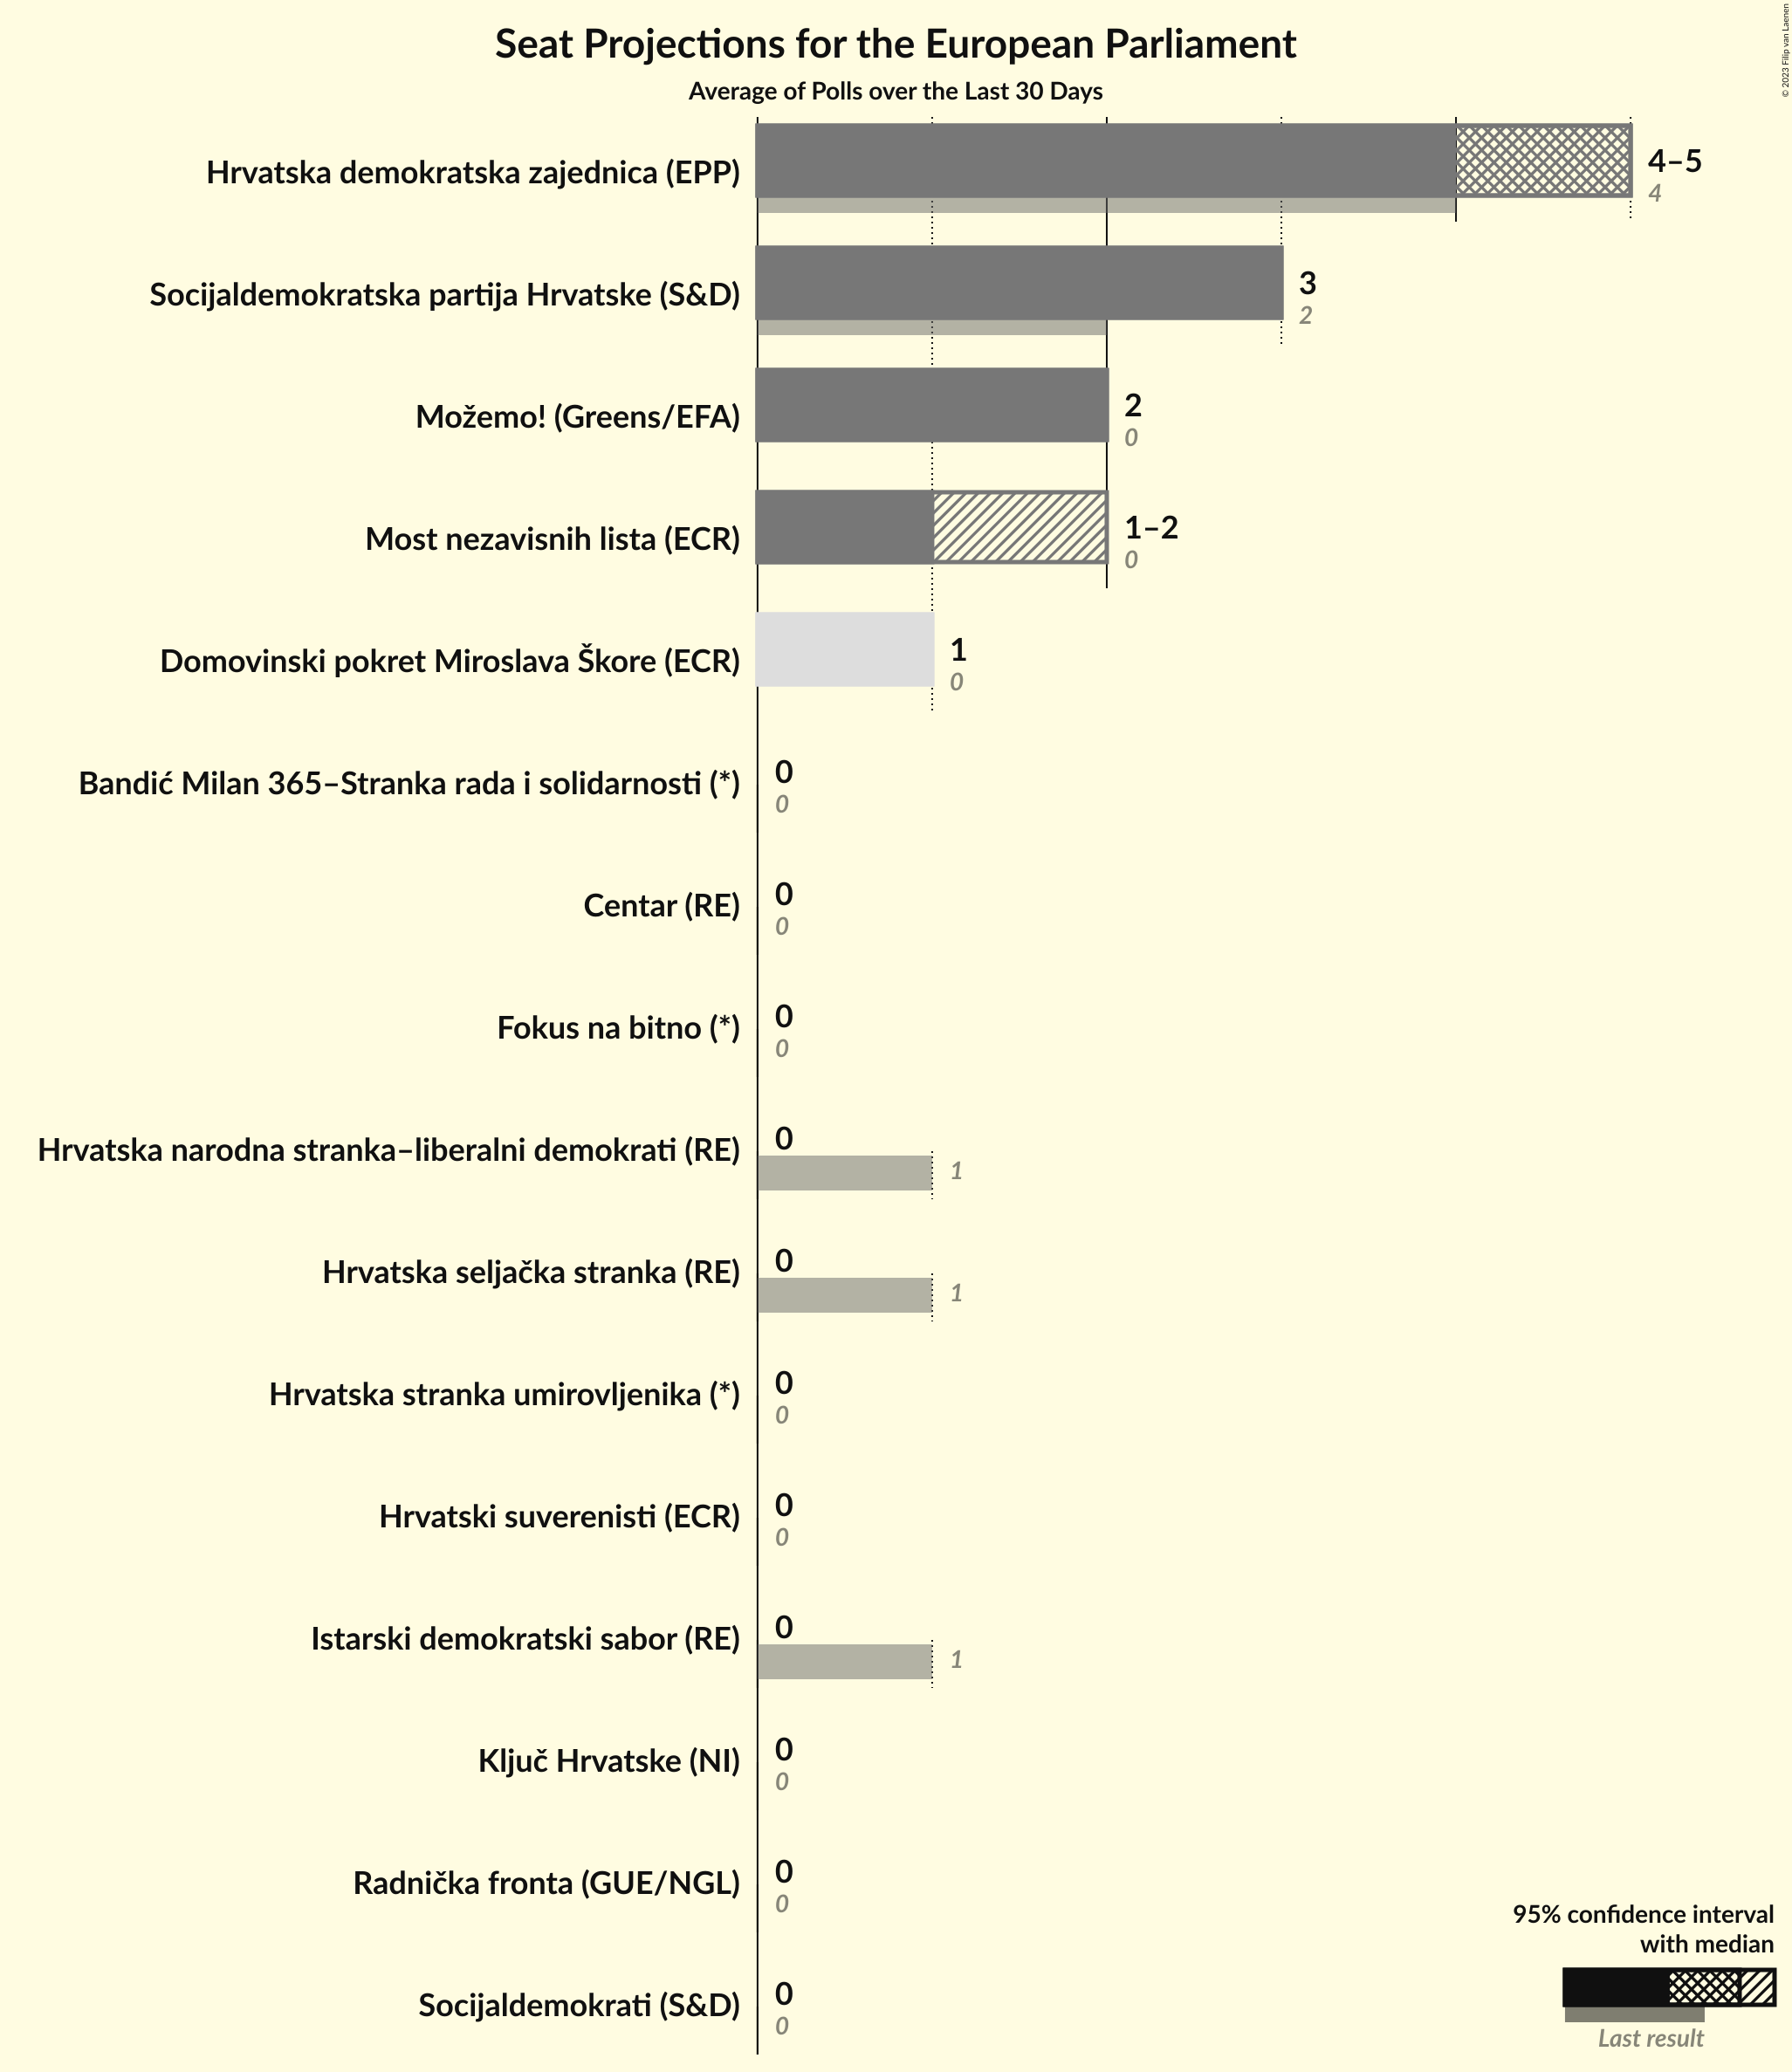 Seat Projections for the European Parliament
Average of Polls over the Last 30 Days
© 2023 Filip van Laenen
Hrvatska demokratska zajednica (EPP)
4–5
4
Socijaldemokratska partija Hrvatske (S&D)
3
2
Možemo! (Greens/EFA)
2
0
Most nezavisnih lista (ECR)
1–2
0
Domovinski pokret Miroslava Škore (ECR)
1
0
Bandić Milan 365–Stranka rada i solidarnosti (*)
0
0
Centar (RE)
0
0
Fokus na bitno (*)
0
0
Hrvatska narodna stranka–liberalni demokrati (RE)
0
1
Hrvatska seljačka stranka (RE)
0
1
Hrvatska stranka umirovljenika (*)
0
0
Hrvatski suverenisti (ECR)
0
0
Istarski demokratski sabor (RE)
0
1
Ključ Hrvatske (NI)
0
0
Radnička fronta (GUE/NGL)
0
0
Socijaldemokrati (S&D)
0
0
95% confidence interval
with median
Last result